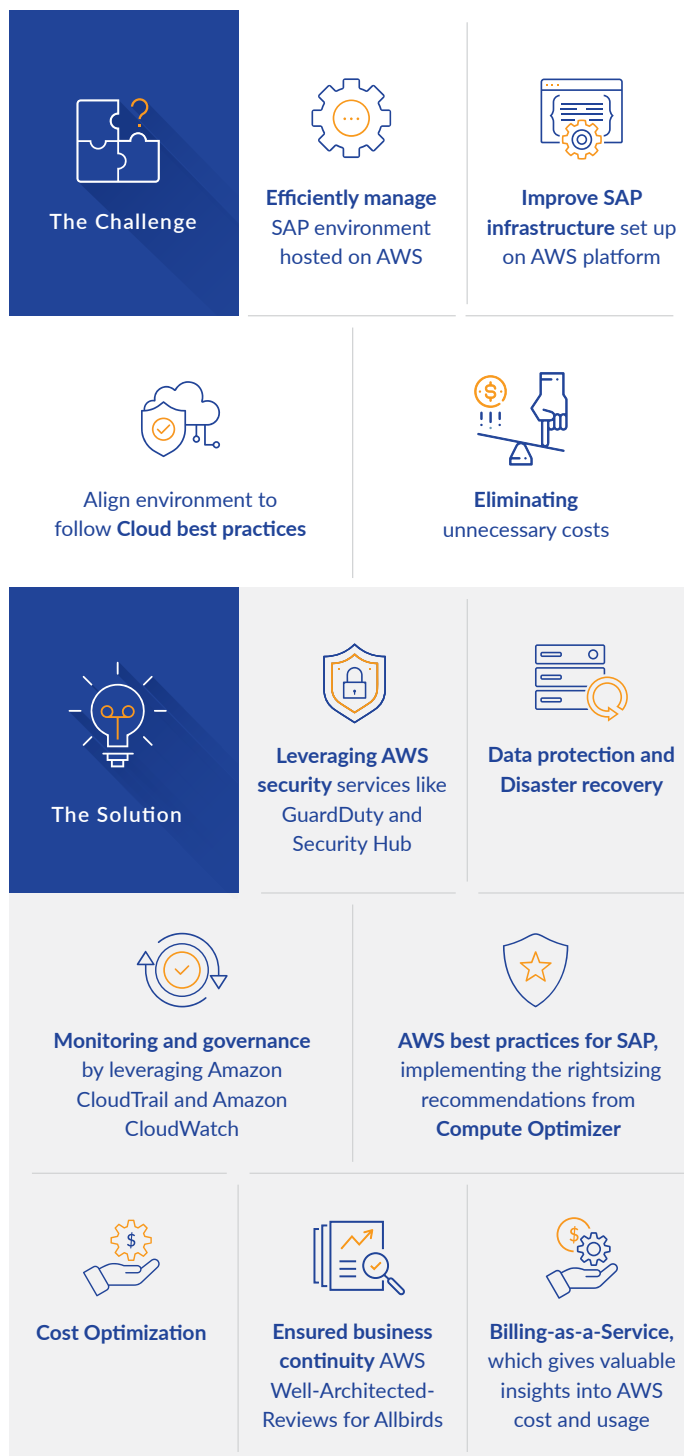 The Challenge
Efficiently manage
SAP environment
hosted on AWS
Improve SAP
infrastructure set up
on AWS platform
Align environment to
follow Cloud best practices
Eliminating
unnecessary costs
The Solution
Leveraging AWS
security services like
GuardDuty and
Security Hub
Data protection and
Disaster recovery
Monitoring and governance
by leveraging Amazon
CloudTrail and Amazon
CloudWatch
AWS best practices for SAP,
implementing the rightsizing
recommendations from
Compute Optimizer
Cost Optimization
Ensured business
continuity AWS
Well-Architected-
Reviews for Allbirds
Billing-as-a-Service,
which gives valuable
insights into AWS
cost and usage